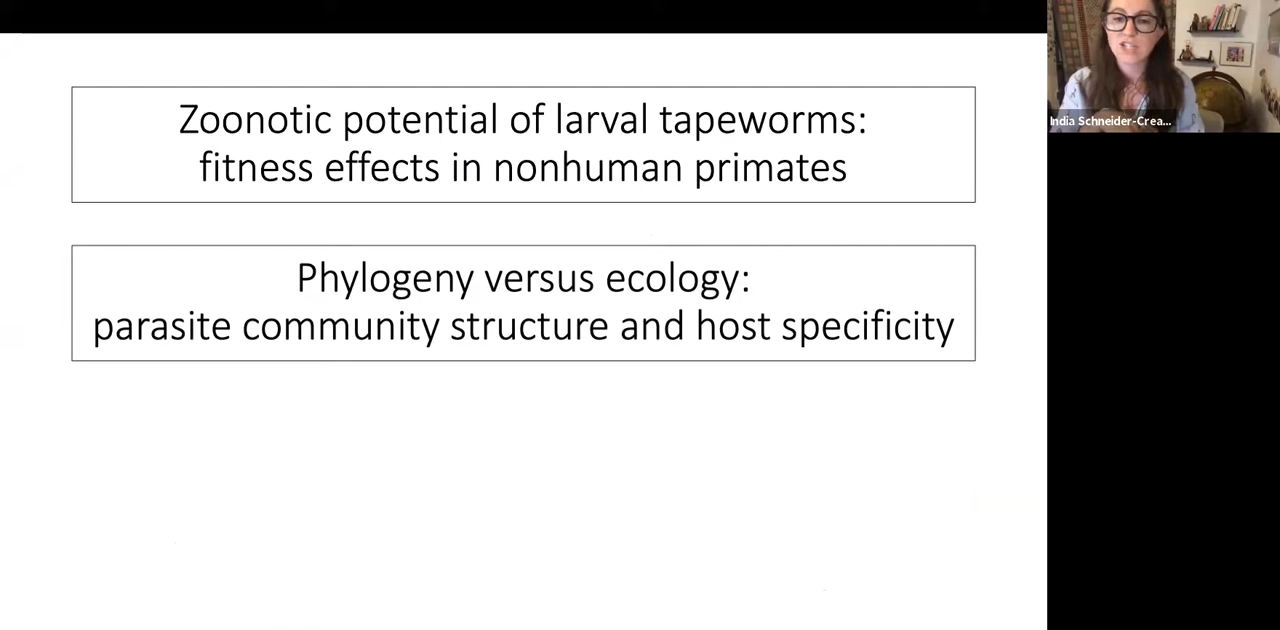 Zoonotic potential of larval tapeworms:
fitness effects in nonhuman primates
Phylogeny versus ecology:
parasite community structure and host specificity
India Schneider-Crea...